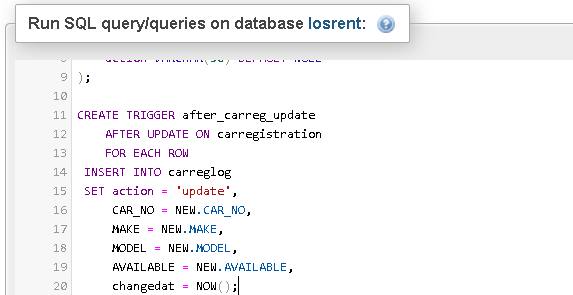 Run SQL query/queries on database losrent:
9 );
10
11 CREATE TRIGGER after_carreg_update
12 AFTER UPDATE ON carregistration
13 FOR EACH ROW
14 INSERT INTO carreglog
15 SET action = 'update',
16 CAR_NO = NEW.CAR_NO,
17 MAKE = NEW.MAKE,
18 MODEL = NEW.MODEL,
19 AVAILABLE = NEW.AVAILABLE,
20 changedat = NOW();